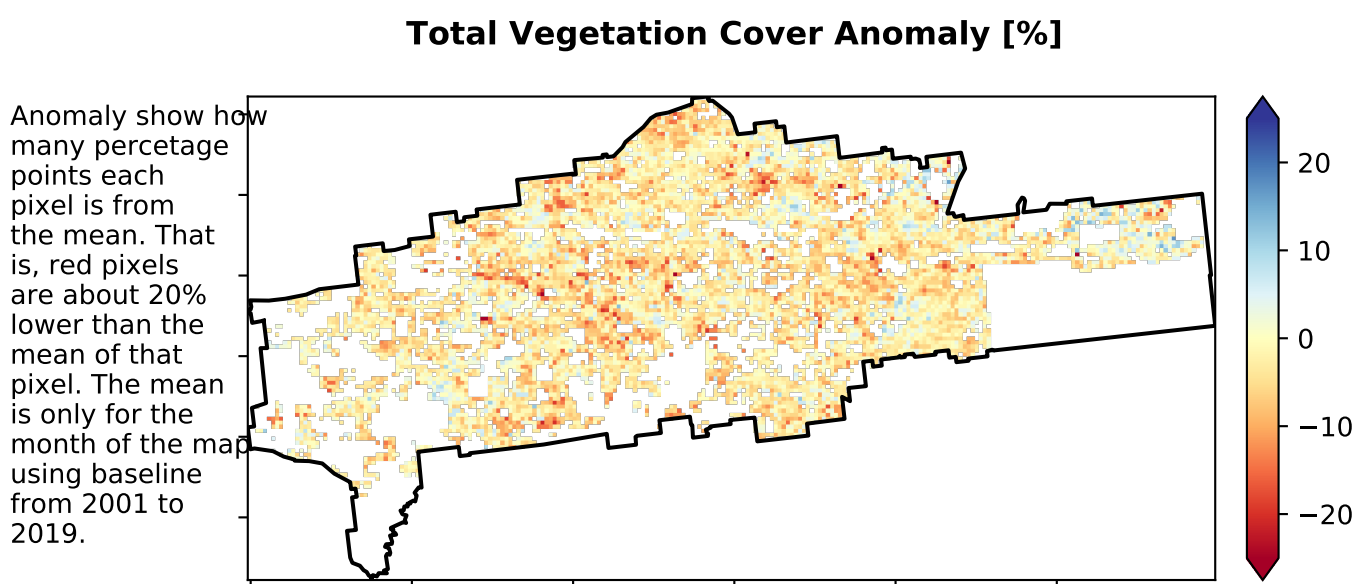 Total Vegetation Cover Anomaly [%]
Anomaly show how
many percetage
points each
pixel is from
the mean. That
is, red pixels
are about 20%
lower than the
mean of that
pixel. The mean
is only for the
month of the map
using baseline
from 2001 to
2019.
20
10
0
−10
−20